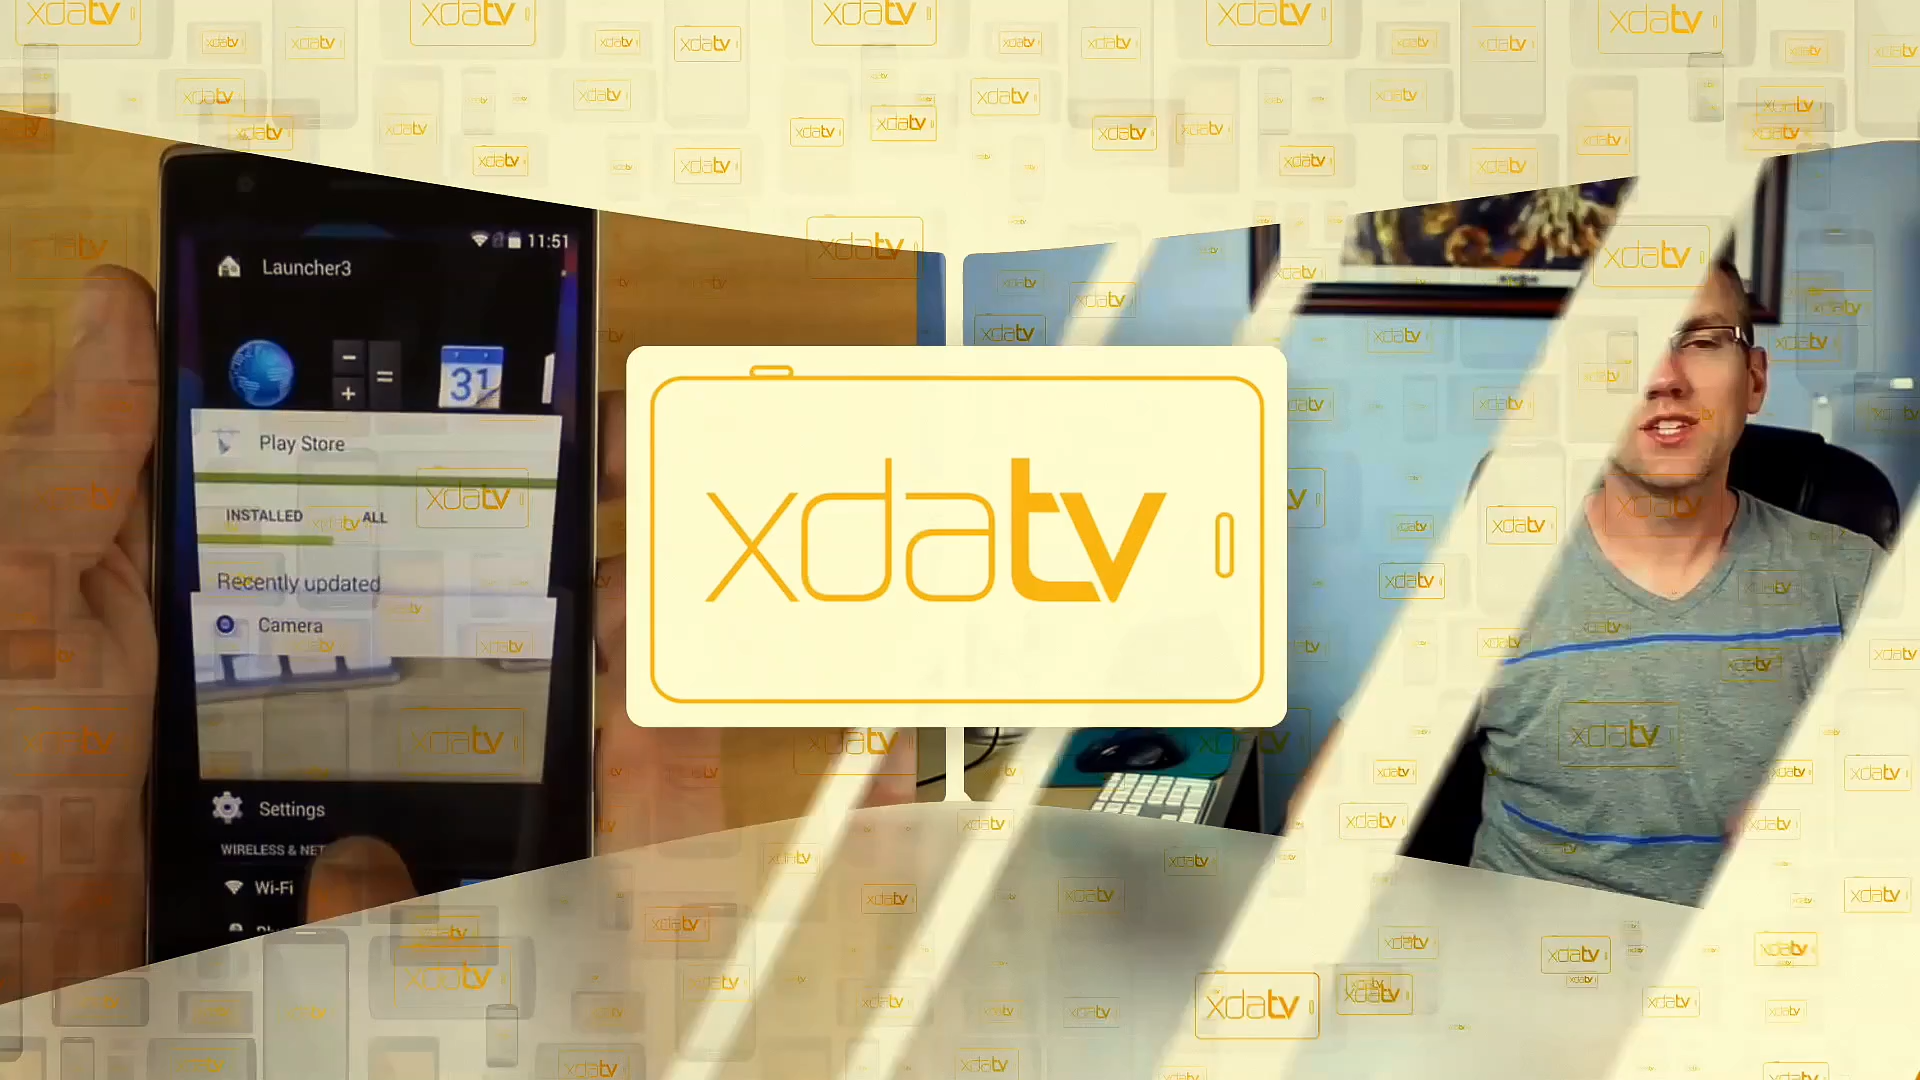 11:51
Launcher3
31
Play Store
INSTALLED ALL
Recently updated
Camera
Settings
WIRELESS & NET
Wi-Fi
xdatv